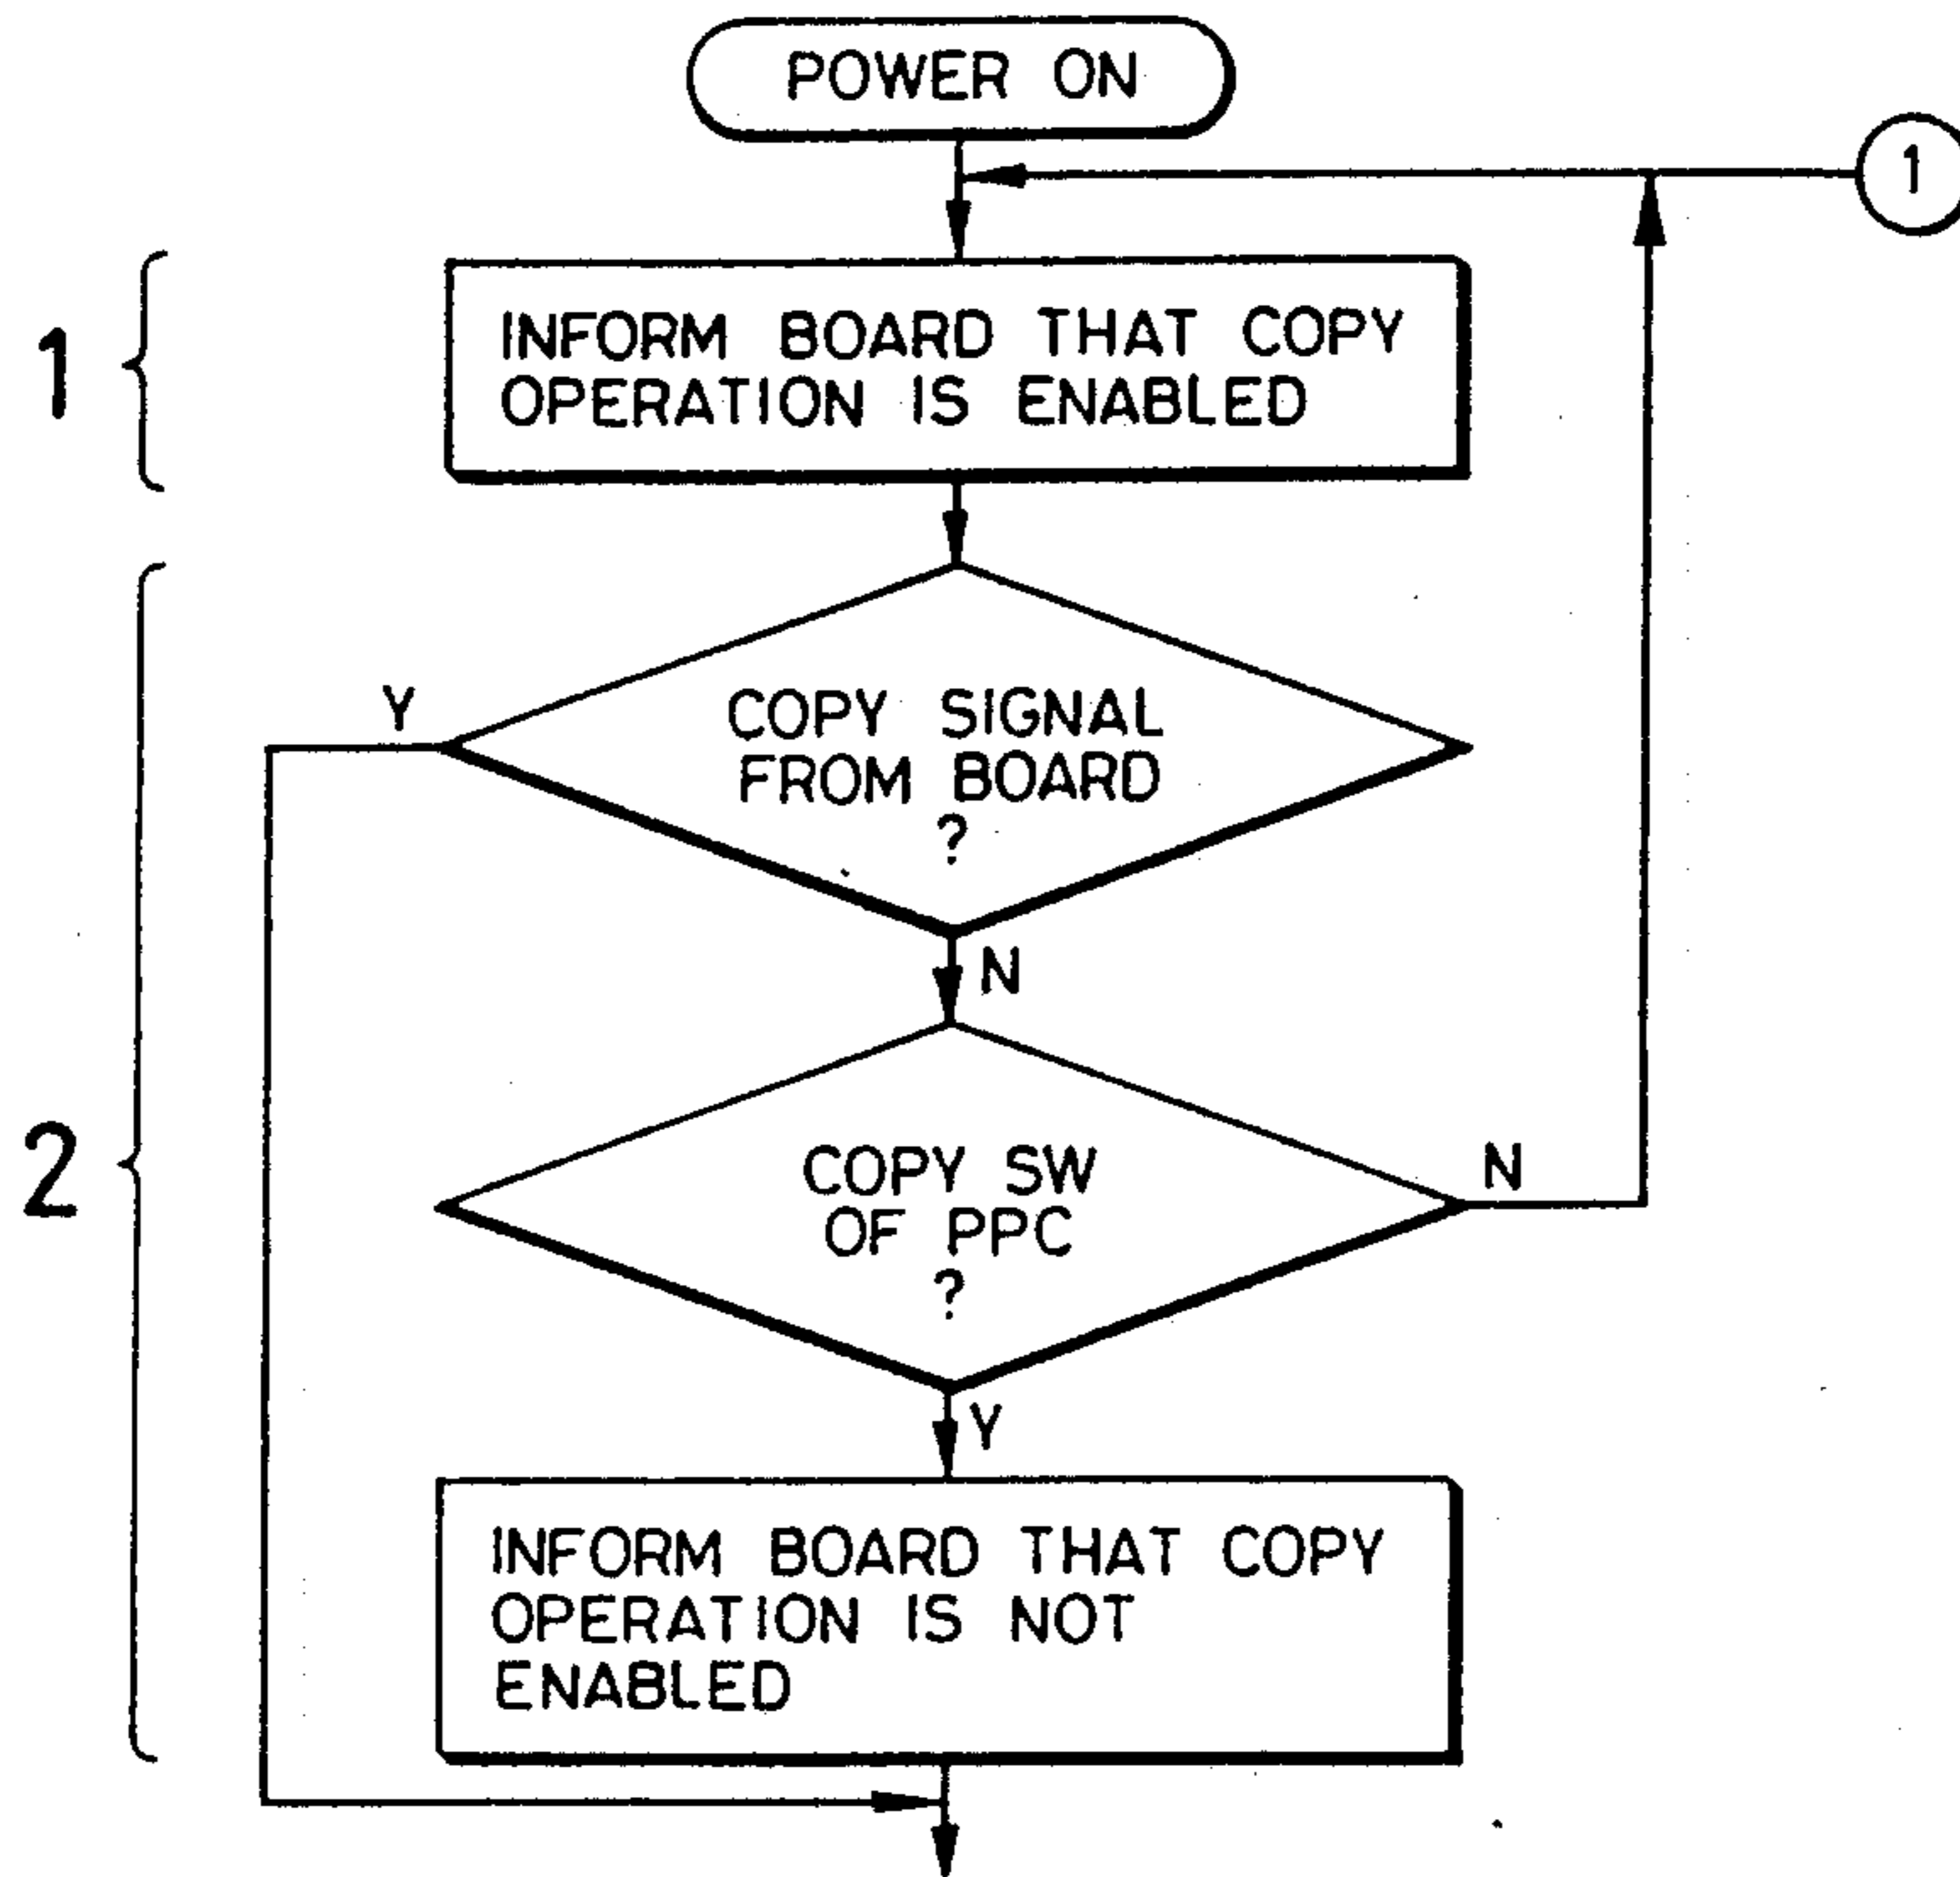 POWER ON
1
1
INFORM BOARD THAT COPY
OPERATION IS ENABLED
2
Y
COPY SIGNAL
FROM BOARD
?
N
COPY SW
OF PPC
?
N
Y
INFORM BOARD THAT COPY
OPERATION IS NOT
ENABLED